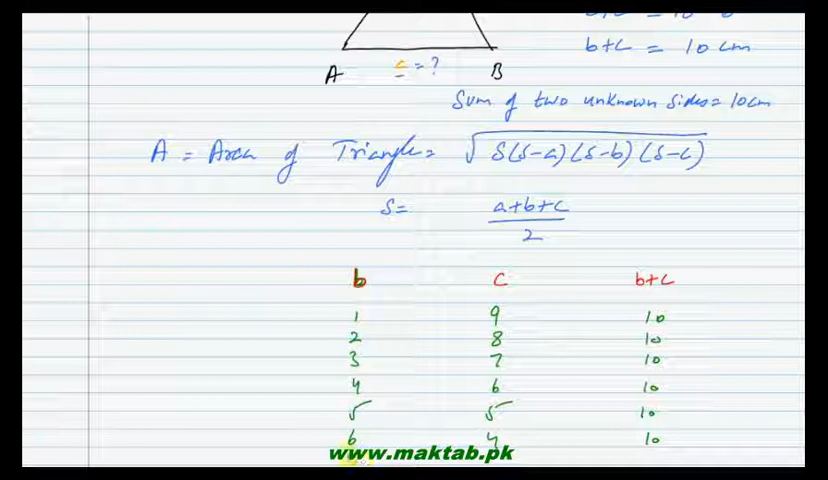 b+c = 10 cm
A c = ? B
Sum of two unknown sides = 10cm
A = Area of Triangle = √S(S-a)(S-b)(S-c)
S = a+b+c
2
b c b+c
1 9 10
2 8 10
3 7 10
4 6 10
5 5 10
6 4 10
www.maktab.pk